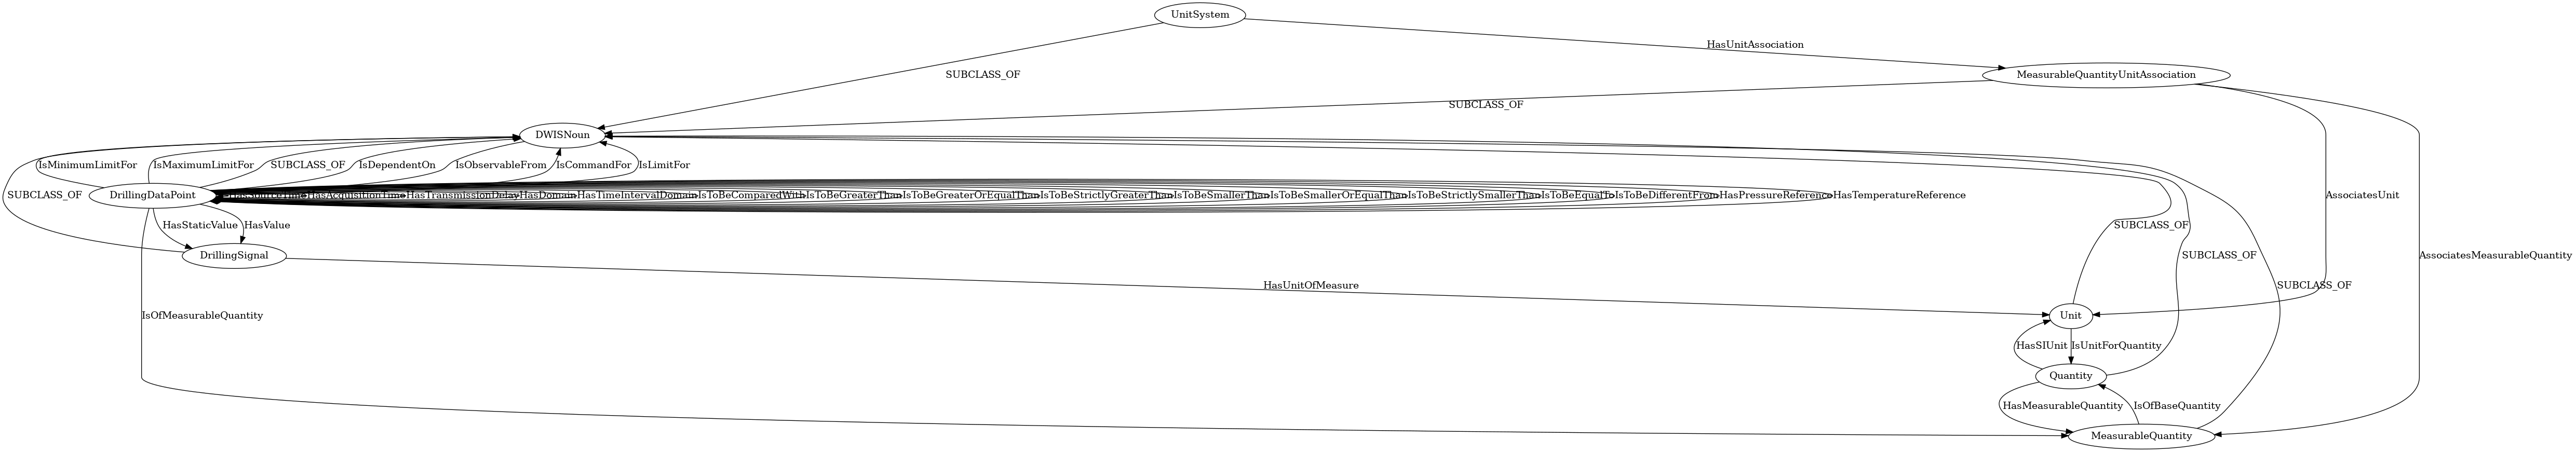 UnitSystem
HasUnitAssociation
SUBCLASS_OF
MeasurableQuantityUnitAssociation
SUBCLASS_OF
DWISNoun
IsMinimumLimitFor
IsMaximumLimitFor
SUBCLASS_OF
IsDependentOn
IsObservableFrom
IsCommandFor
IsLimitFor
SUBCLASS_OF
DrillingDataPoint
HasAcquisitionTime
HasTransmissionDelay
HasDomain
HasTimeIntervalDomain
IsToBeComparedWith
IsToBeGreaterThan
IsToBeGreaterOrEqualThan
IsToBeStrictlyGreaterThan
IsToBeSmallerThan
IsToBeSmallerOrEqualThan
IsToBeStrictlySmallerThan
IsToBeEqualTo
IsToBeDifferentFrom
HasPressureReference
HasTemperatureReference
AssociatesUnit
HasStaticValue
HasValue
SUBCLASS_OF
DrillingSignal
SUBCLASS_OF
AssociatesMeasurableQuantity
HasUnitOfMeasure
SUBCLASS_OF
IsOfMeasurableQuantity
Unit
HasSIUnit
IsUnitForQuantity
Quantity
HasMeasurableQuantity
IsOfBaseQuantity
MeasurableQuantity